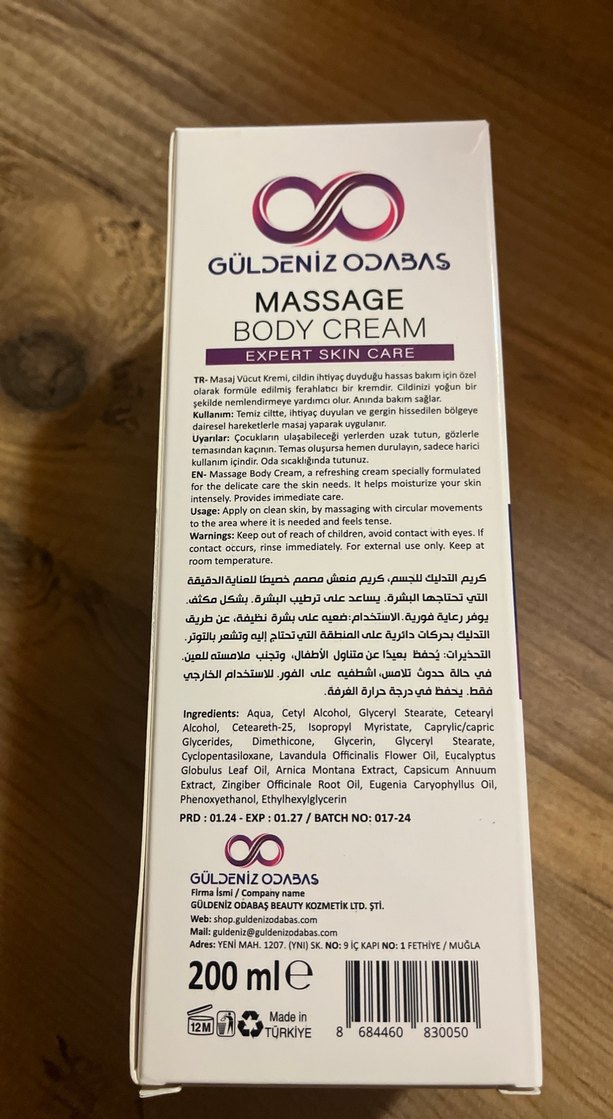 GÜLDENİZ ODABAŞ
MASSAGE
BODY CREAM
EXPERT SKIN CARE
TR- Masaj Vücut Kremi, cildin ihtiyaç duyduğu hassas bakım için özel
olarak formüle edilmiş ferahlatıcı bir kremdir. Cildinizi yoğun bir
şekilde nemlendirmeye yardımcı olur. Anında bakım sağlar.
Kullanım: Temiz ciltte, ihtiyaç duyulan ve gergin hissedilen bölgeye
dairesel hareketlerle masaj yaparak uygulanır.
Uyarılar: Çocukların ulaşabileceği yerlerden uzak tutun, gözlerle
temasından kaçının. Temas oluşursa hemen durulayın, sadece harici
kullanım içindir. Oda sıcaklığında tutunuz.
EN- Massage Body Cream, a refreshing cream specially formulated
for the delicate care the skin needs. It helps moisturize your skin
intensely. Provides immediate care.
Usage: Apply on clean skin, by massaging with circular movements
to the area where it is needed and feels tense.
Warnings: Keep out of reach of children, avoid contact with eyes. If
contact occurs, rinse immediately. For external use only. Keep at
room temperature.
كريم التدليك للجسم، كريم منعش مصمم خصيصًا للعناية الدقيقة
التي تحتاجها البشرة. يساعد على ترطيب البشرة. بشكل مكثف.
يوفر رعاية فورية. الاستخدام: ضعيه على بشرة نظيفة، عن طريق
التدليك بحركات دائرية على المنطقة التي تحتاج إليه وتشعر بالتوتر.
التحذيرات: يُحفظ بعيدًا عن متناول الأطفال، وتجنب ملامسته للعين.
في حالة حدوث تلامس، اشطفيه على الفور. للاستخدام الخارجي
فقط. يحفظ في درجة حرارة الغرفة.
Ingredients: Aqua, Cetyl Alcohol, Glyceryl Stearate, Cetearyl
Alcohol, Ceteareth-25, Isopropyl Myristate, Caprylic/capric
Glycerides, Dimethicone, Glycerin, Glyceryl Stearate,
Cyclopentasiloxane, Lavandula Officinalis Flower Oil, Eucalyptus
Globulus Leaf Oil, Arnica Montana Extract, Capsicum Annuum
Extract, Zingiber Officinale Root Oil, Eugenia Caryophyllus Oil,
Phenoxyethanol, Ethylhexylglycerin
PRD : 01.24 - EXP : 01.27 / BATCH NO: 017-24
GÜLDENİZ ODABAŞ
Firma İsmi / Company name
GÜLDENİZ ODABAŞ BEAUTY KOZMETİK LTD. ŞTİ.
Web: shop.guldenizodabas.com
Mail: guldeniz@guldenizodabas.com
Adres: YENİ MAH. 1207. (YNI) SK. NO: 9 İÇ KAPI NO: 1 FETHİYE / MUĞLA
200 ml e
12M
Made in
TÜRKİYE
8 684460 830050